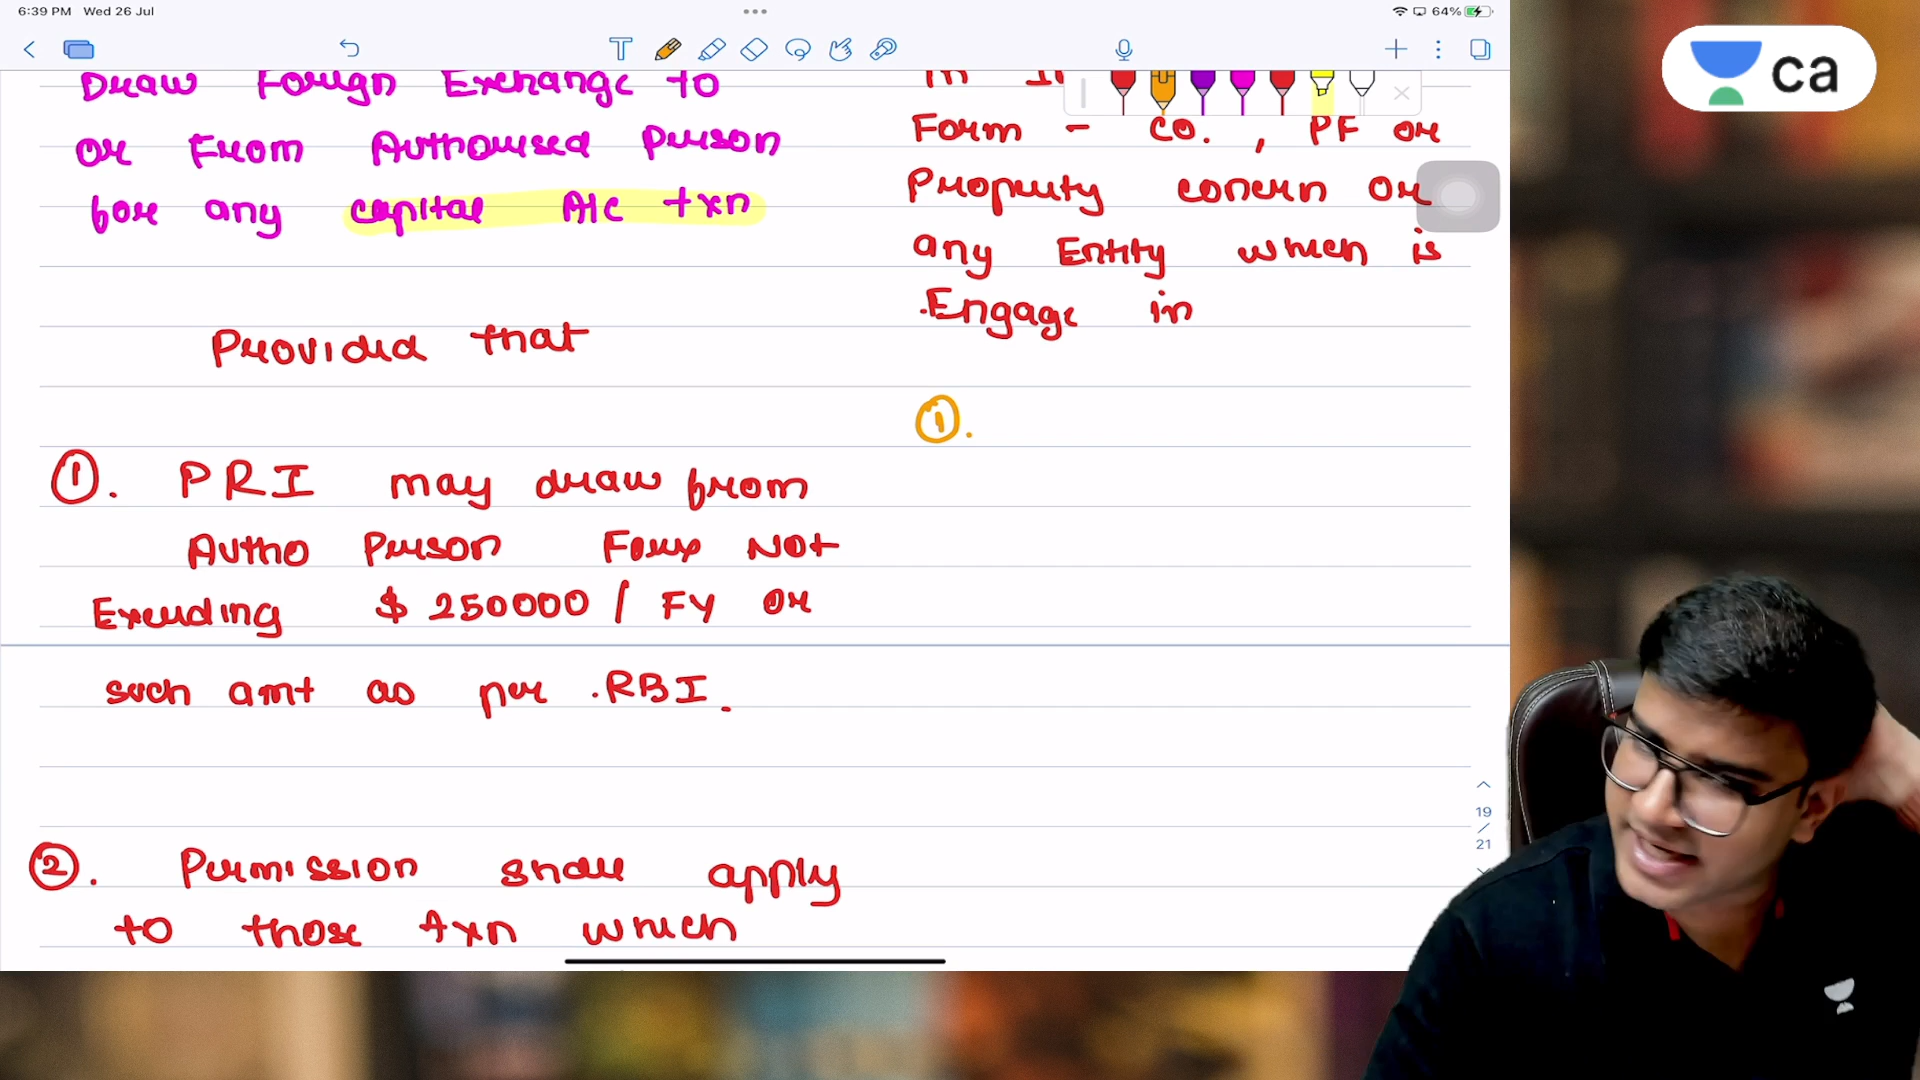 6:39 PM Wed 26 Jul
64%
ca
Draw Foreign Exchange to
or From Authorised Person
for any capital A/c txn
Provided that
①. PRI may draw from
Autho Person Forex Not
Exceeding $ 250000 / FY or
such amt as per RBI.
②. Permission shall apply
to those txn which
in
Form - co., PF or
Property concern or
any Entity which is
Engage in
①.
19
/
21